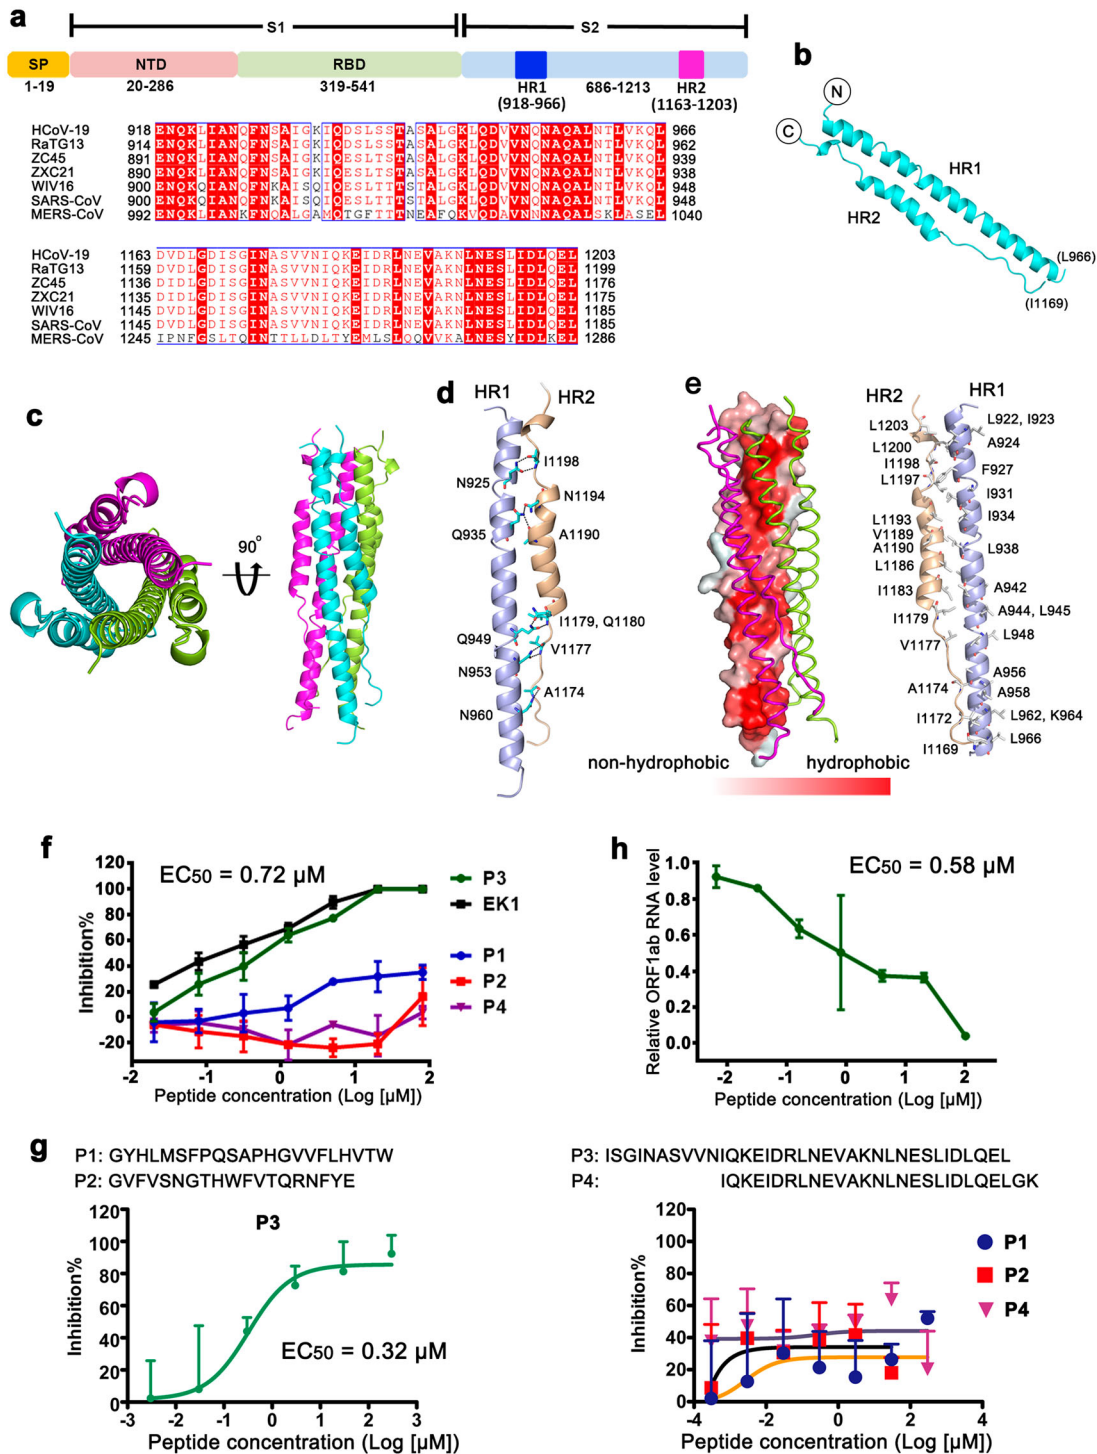 a
S1
S2
SP
NTD
RBD
1-19
20-286
319-541
HR1
(918-966)
686-1213
HR2
(1163-1203)
HCoV-19 918 ENQKLIANQFNSAIGKIQDSLSSTASALGKLQDVVNQNAQALNTLVKQL 966
RaTG13 914 ENQKLIANQFNSAIGKIQESLTSTASALGKLQDVVNQNAQALNTLVKQL 962
ZC45 891 ENQKLIANQFNSAIGKIQESLTSTASALGKLQDVVNQNAQALNTLVKQL 939
ZXC21 890 ENQKLIANQFNSAIGKIQESLTSTASALGKLQDVVNQNAQALNTLVKQL 938
WIV16 900 ENQKQIANQFNKAISQIQESLTTTSTALGKLQDVVNQNAQALNTLVKQL 948
SARS-CoV 900 ENQKQIANQFNKAISQIQESLTTTSTALGKLQDVVNQNAQALNTLVKQL 948
MERS-CoV 992 ENQKLIANKFNQALGAMQTGFTTTNEAFQKVQDAVNNNAQALSKLASEL 1040
HCoV-19 1163 DVDLGDISGINASVVNIQKEIDRLNEVAKNLNESLIDLQEL 1203
RaTG13 1159 DVDLGDISGINASVVNIQKEIDRLNEVAKNLNESLIDLQEL 1199
ZC45 1136 DIDLGDISGINASVVNIQKEIDRLNEVAKNLNESLIDLQEL 1176
ZXC21 1135 DIDLGDISGINASVVNIQKEIDRLNEVAKNLNESLIDLQEL 1175
WIV16 1145 DVDLGDISGINASVVNIQKEIDRLNEVAKNLNESLIDLQEL 1185
SARS-CoV 1145 DVDLGDISGINASVVNIQKEIDRLNEVAKNLNESLIDLQEL 1185
MERS-CoV 1245 IPNFGSLTQINTTLLDLTYEMLSLQQVVKALNESYIDLKEL 1286
b
N
C
HR1
HR2
(L966)
(I1169)
c
90°
d
HR1
HR2
I1198
N925
N1194
Q935
A1190
I1179, Q1180
Q949
V1177
N953
A1174
N960
e
non-hydrophobic
hydrophobic
HR2
HR1
L1203
L1200
I1198
L1197
L1193
V1189
A1190
L1186
I1183
I1179
V1177
A1174
I1172
I1169
L922, I923
A924
F927
I931
I934
L938
A942
A944, L945
L948
A956
A958
L962, K964
L966
f
EC50 = 0.72 µM
Inhibition%
120
100
80
60
40
20
0
-20
-2 -1 0 1 2
Peptide concentration (Log [µM])
P3
EK1
P1
P2
P4
h
EC50 = 0.58 µM
Relative ORF1ab RNA level
1.0
0.8
0.6
0.4
0.2
0.0
-2 -1 0 1 2
Peptide concentration (Log [µM])
g
P1: GYHLMSFPQSAPHGVVFLHVTW
P2: GVFVSNGTHWFVTQRNFYE
P3: ISGINASVVNIQKEIDRLNEVAKNLNESLIDLQEL
P4: IQKEIDRLNEVAKNLNESLIDLQELGK
P3
EC50 = 0.32 µM
Inhibition%
120
100
80
60
40
20
0
-3 -2 -1 0 1 2 3
Peptide concentration (Log [µM])
Inhibition%
120
100
80
60
40
20
0
-4 -2 0 2 4
Peptide concentration (Log [µM])
P1
P2
P4